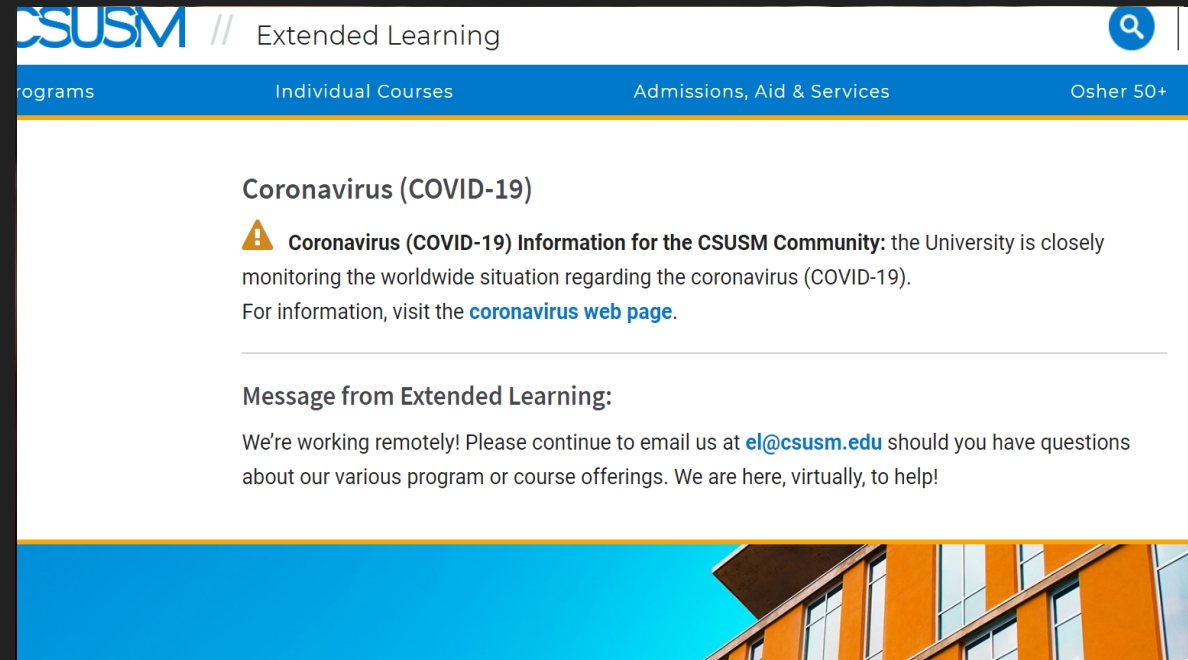 CSUSM // Extended Learning
rograms Individual Courses Admissions, Aid & Services Osher 50+
Coronavirus (COVID-19)
Coronavirus (COVID-19) Information for the CSUSM Community: the University is closely
monitoring the worldwide situation regarding the coronavirus (COVID-19).
For information, visit the coronavirus web page.
Message from Extended Learning:
We’re working remotely! Please continue to email us at el@csusm.edu should you have questions
about our various program or course offerings. We are here, virtually, to help!